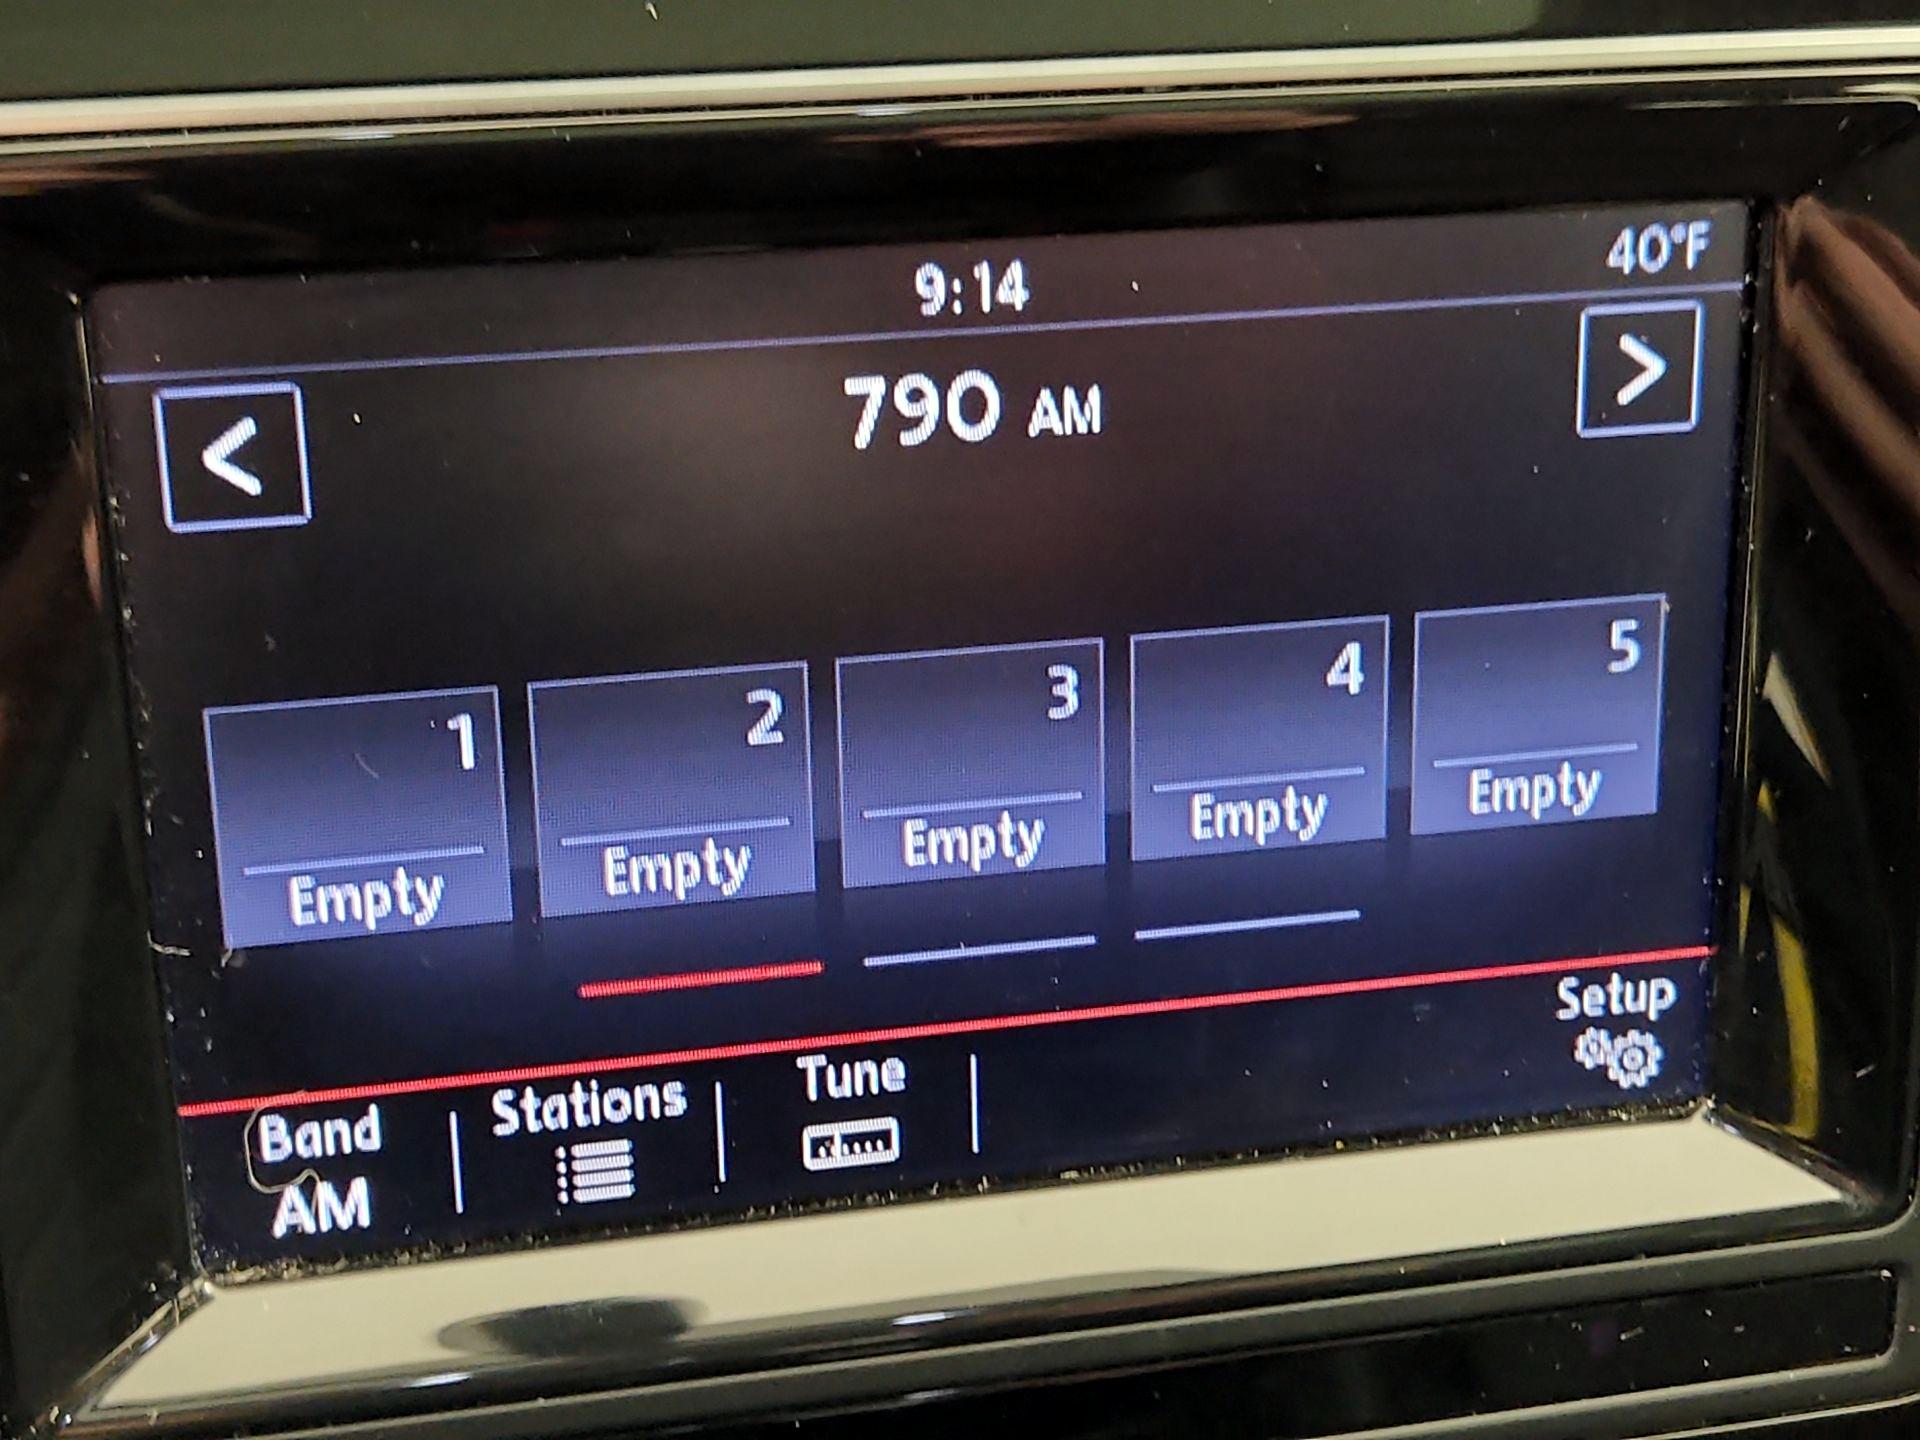 9:14
40°F
<
790 AM
>
1
2
3
4
5
Empty
Empty
Empty
Empty
Empty
Band
Stations
Tune
Setup
AM